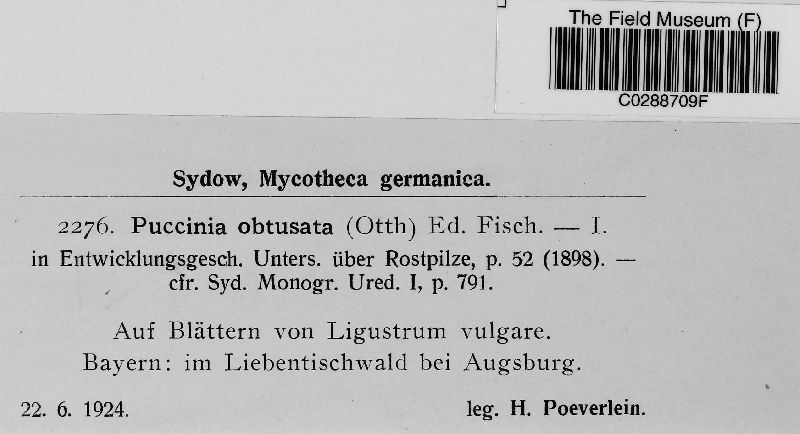 The Field Museum (F)
C0288709F
Sydow, Mycotheca germanica.
2276. Puccinia obtusata (Otth) Ed. Fisch. — I.
in Entwicklungsgesch. Unters. über Rostpilze, p. 52 (1898). —
cfr. Syd. Monogr. Ured. I, p. 791.
Auf Blättern von Ligustrum vulgare.
Bayern: im Liebentischwald bei Augsburg.
22. 6. 1924. leg. H. Poeverlein.